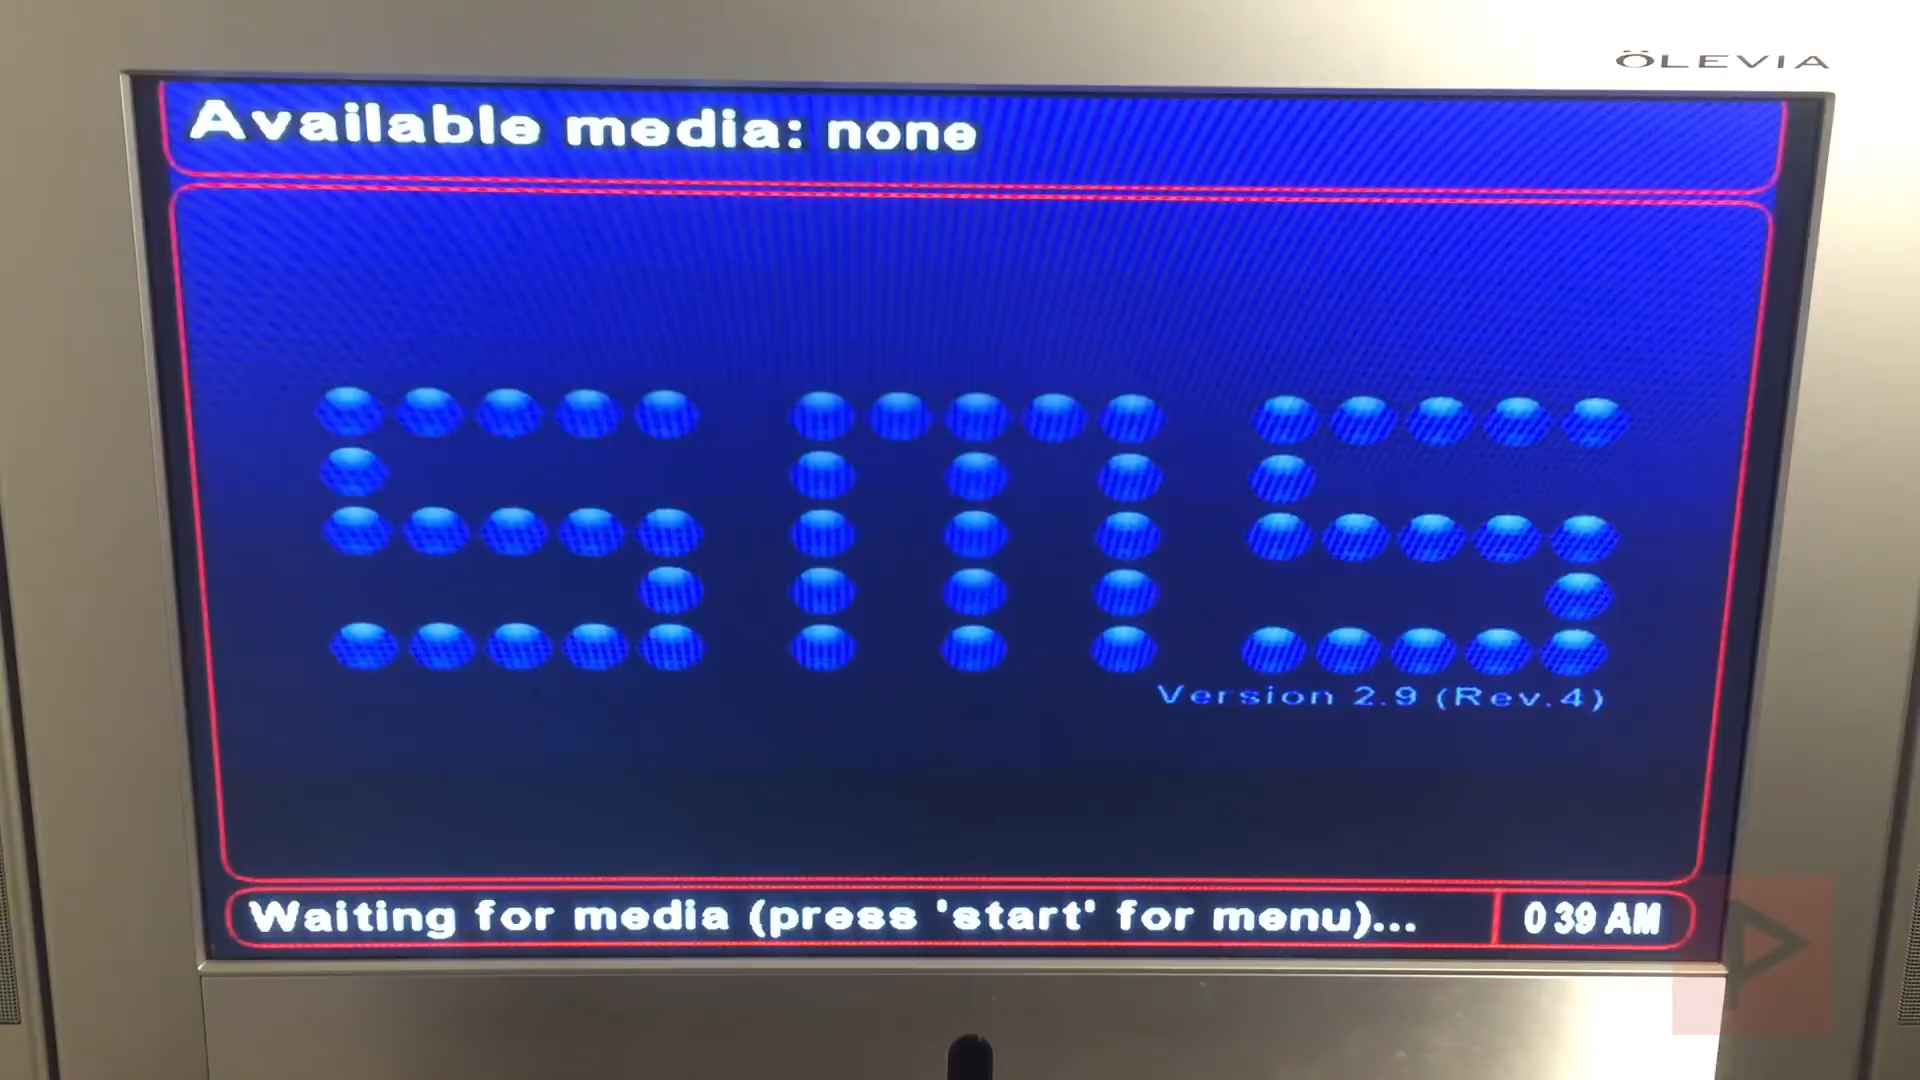 ÖLEVIA
Available media: none
sms
Version 2.9 (Rev.4)
Waiting for media (press 'start' for menu)... 0 39 AM